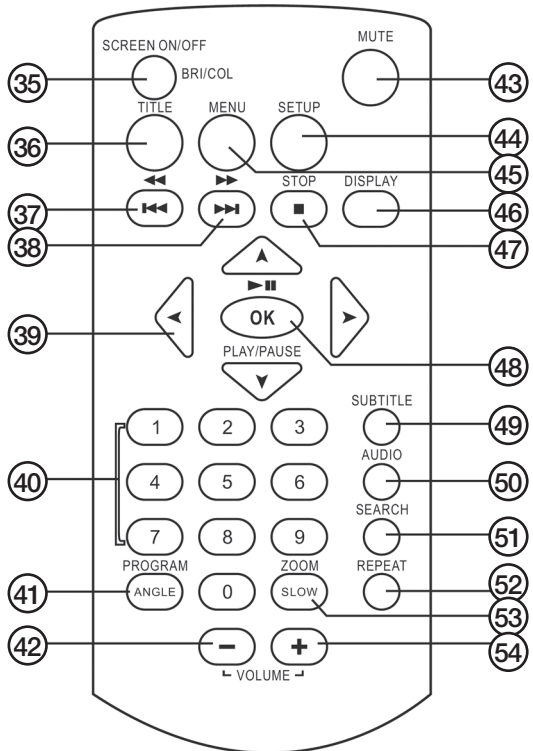 SCREEN ON/OFF
MUTE
35
BRI/COL
43
TITLE
MENU
SETUP
36
44
45
STOP
DISPLAY
37
46
38
47
39
OK
48
PLAY/PAUSE
SUBTITLE
1
2
3
49
AUDIO
40
4
5
6
50
SEARCH
7
8
9
51
PROGRAM
ZOOM
REPEAT
52
41
ANGLE
0
SLOW
53
42
−
+
54
VOLUME